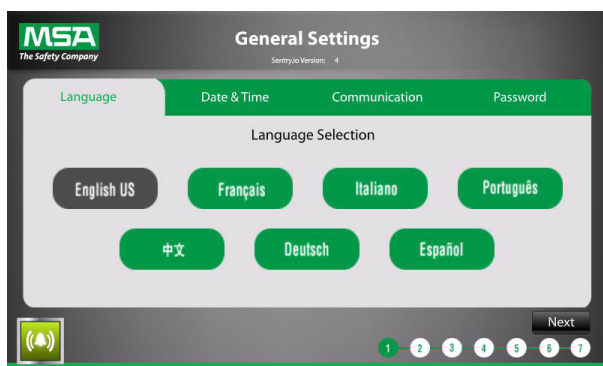 MSA
The Safety Company
General Settings
Sentry.io Version: 4
Language Date & Time Communication Password
Language Selection
English US Français Italiano Português
中文 Deutsch Español
Next
1 2 3 4 5 6 7